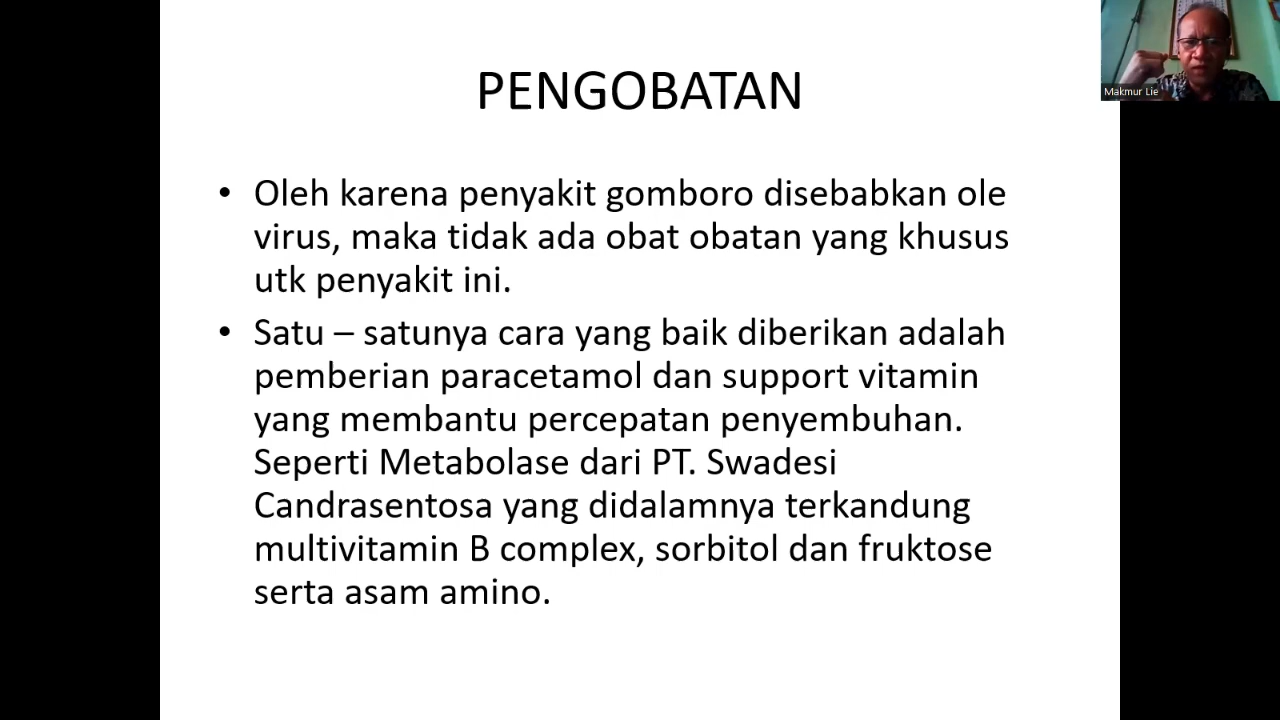 PENGOBATAN
Makmur Lie
• Oleh karena penyakit gomboro disebabkan ole
virus, maka tidak ada obat obatan yang khusus
utk penyakit ini.
• Satu – satunya cara yang baik diberikan adalah
pemberian paracetamol dan support vitamin
yang membantu percepatan penyembuhan.
Seperti Metabolase dari PT. Swadesi
Candrasentosa yang didalamnya terkandung
multivitamin B complex, sorbitol dan fruktose
serta asam amino.